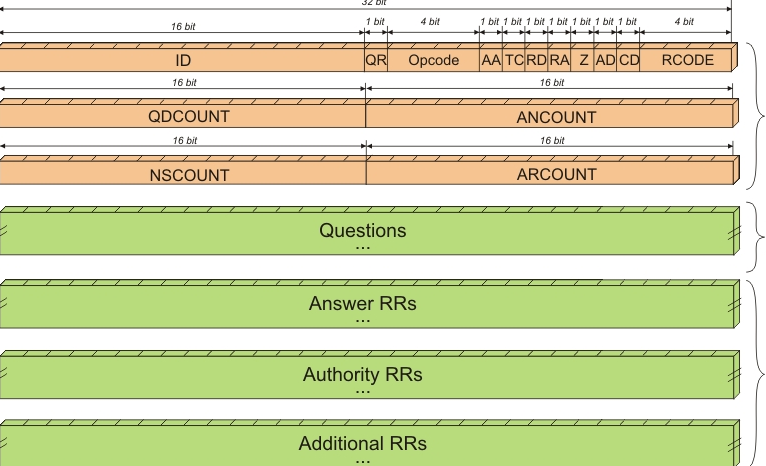 32 bit
16 bit 1 bit 4 bit 1 bit 1 bit 1 bit 1 bit 1 bit 1 bit 1 bit 4 bit
ID QR Opcode AA TC RD RA Z AD CD RCODE
16 bit 16 bit
QDCOUNT ANCOUNT
16 bit 16 bit
NSCOUNT ARCOUNT
Questions
...
Answer RRs
...
Authority RRs
...
Additional RRs
...